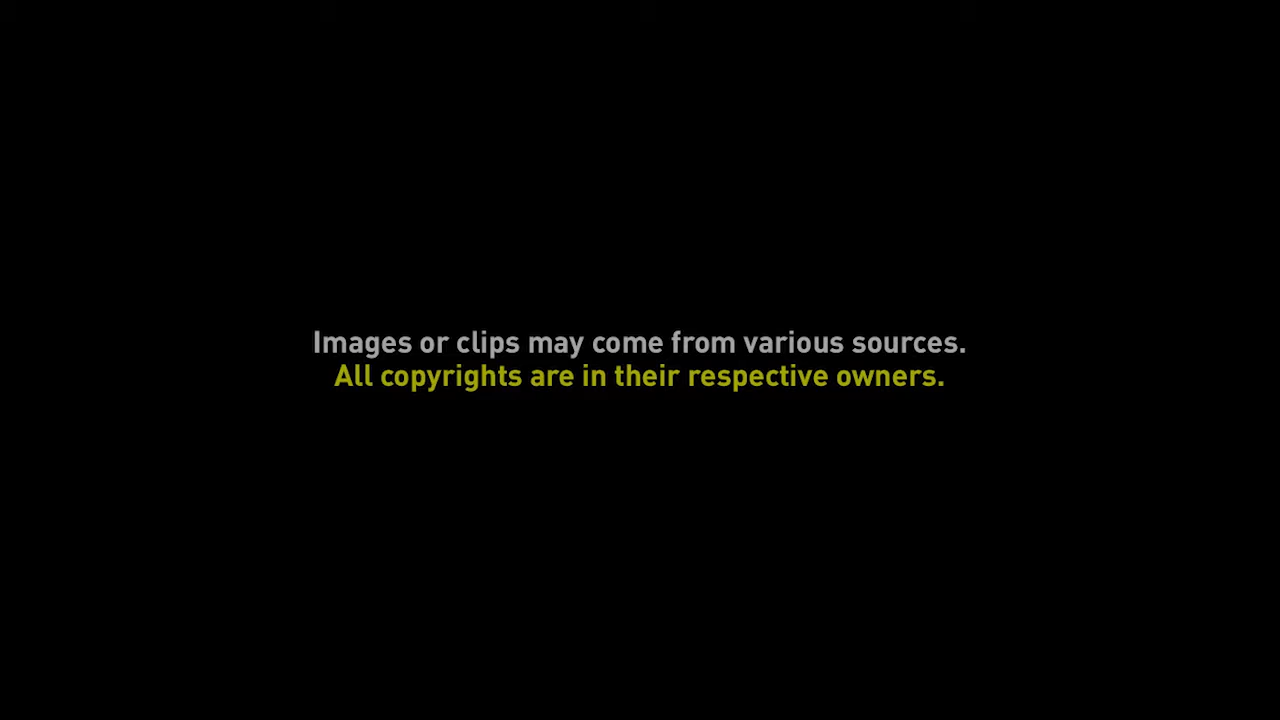 Images or clips may come from various sources.
All copyrights are in their respective owners.